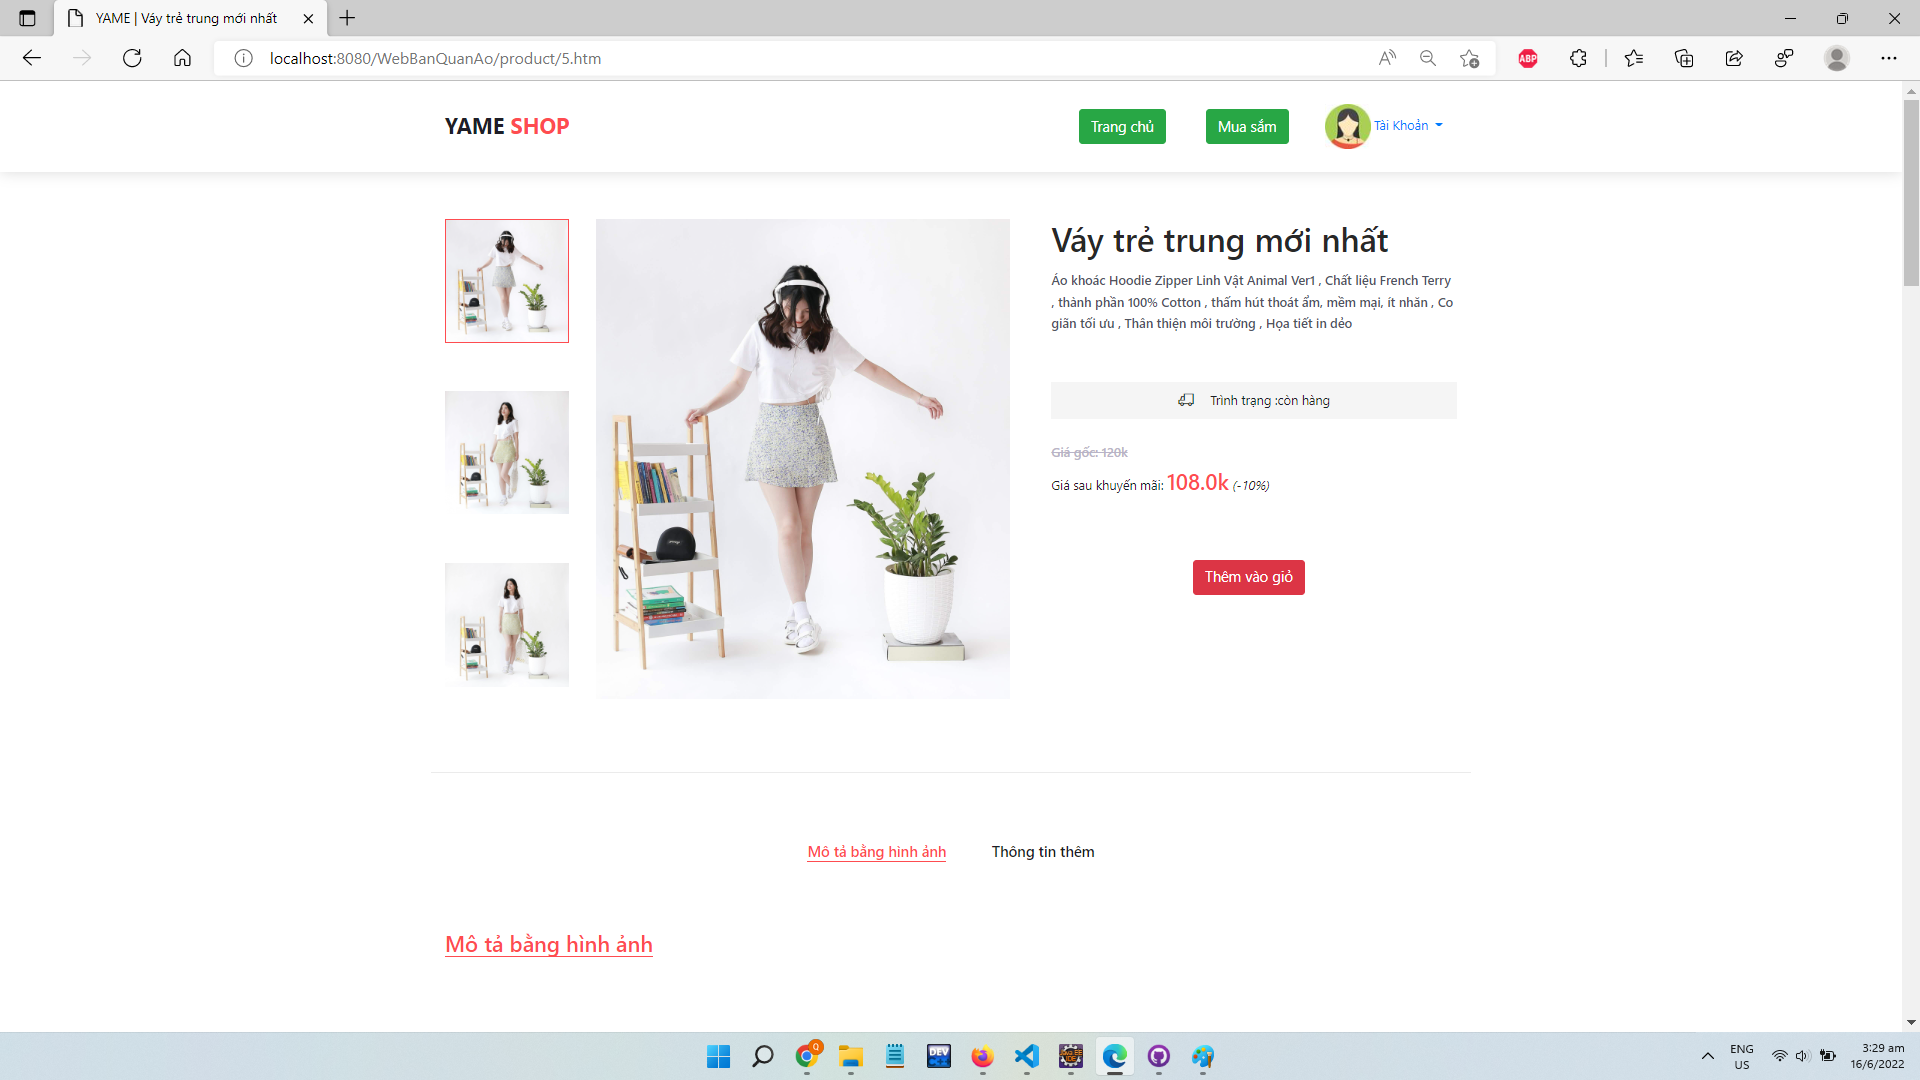 YAME | Váy trẻ trung mới nhất
localhost:8080/WebBanQuanAo/product/5.htm
ABP
YAME SHOP
Trang chủ
Mua sắm
Tài Khoản
Váy trẻ trung mới nhất
Áo khoác Hoodie Zipper Linh Vật Animal Ver1 , Chất liệu French Terry
, thành phần 100% Cotton , thấm hút thoát ẩm, mềm mại, ít nhăn , Co
giãn tối ưu , Thân thiện môi trường , Họa tiết in dẻo
Trình trạng :còn hàng
Giá gốc: 120k
Giá sau khuyến mãi: 108.0k (-10%)
Thêm vào giỏ
Mô tả bằng hình ảnh
Thông tin thêm
Mô tả bằng hình ảnh
Q
DEV
ENG
US
3:29 am
16/6/2022